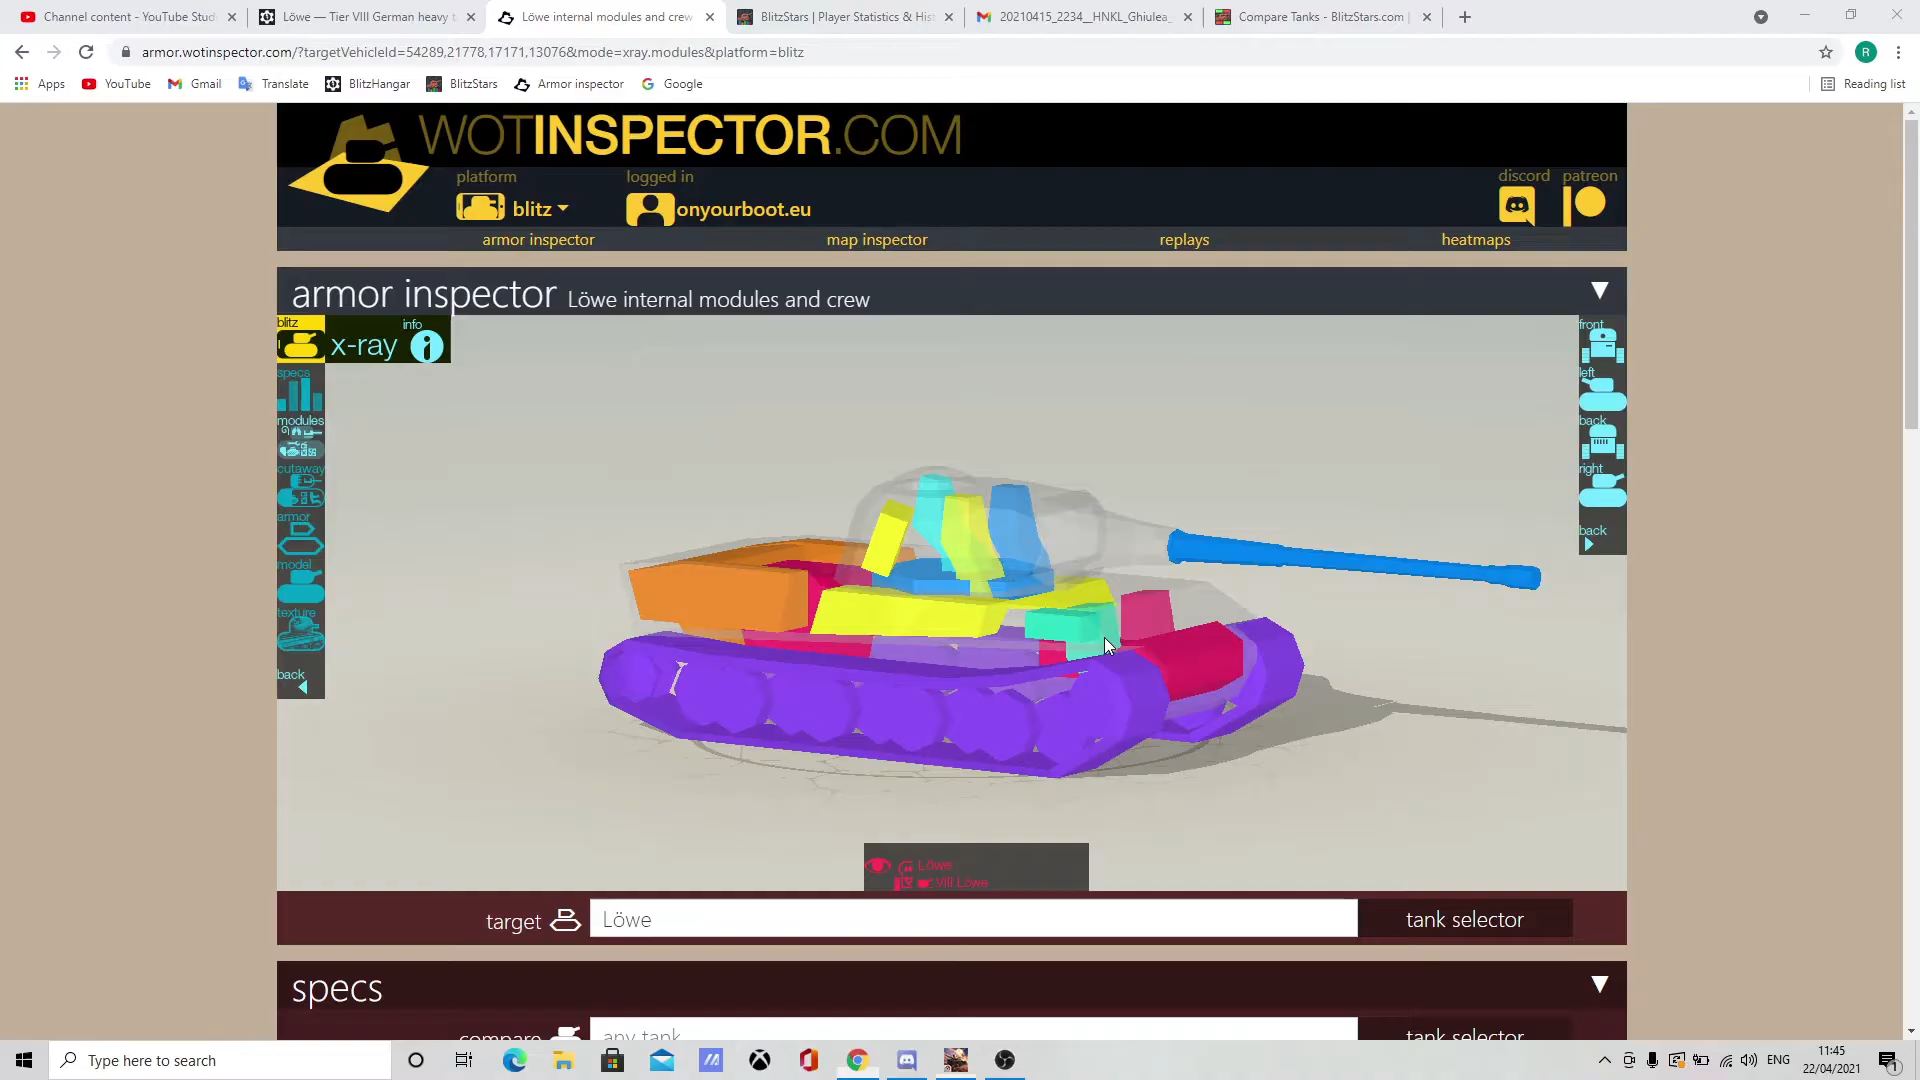 Channel content - YouTube Stud
Löwe — Tier VIII German heavy t
Löwe internal modules and crew
BlitzStars | Player Statistics & His
20210415_2234__HNKL_Ghiulea_
Compare Tanks - BlitzStars.com |
armor.wotinspector.com/?targetVehicleId=54289,21778,17171,13076&mode=xray.modules&platform=blitz
R
Apps
YouTube
Gmail
Translate
BlitzHangar
BlitzStars
Armor inspector
Google
Reading list
WOTINSPECTOR.COM
platform
logged in
discord
patreon
blitz
onyourboot.eu
armor inspector
map inspector
replays
heatmaps
armor inspector Löwe internal modules and crew
blitz
x-ray
info
specs
modules
cutaway
armor
model
texture
back
front
left
back
right
back
Löwe
VIII Löwe
target
Löwe
tank selector
specs
compare
any tank
tank selector
Type here to search
ENG
11:45
22/04/2021
1